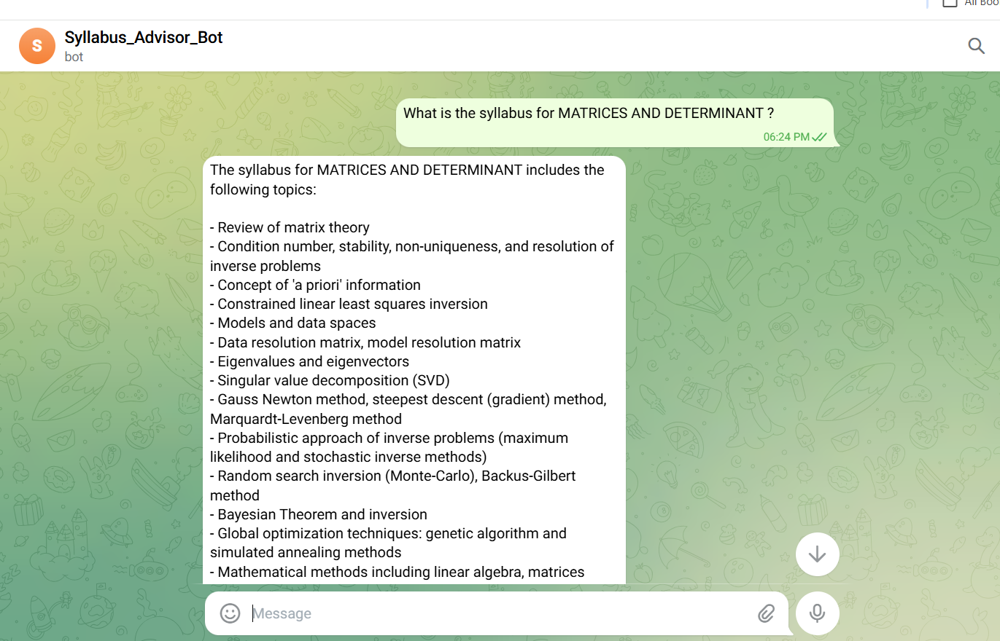 All Boo
S
Syllabus_Advisor_Bot
bot
What is the syllabus for MATRICES AND DETERMINANT ?
06:24 PM
The syllabus for MATRICES AND DETERMINANT includes the
following topics:
- Review of matrix theory
- Condition number, stability, non-uniqueness, and resolution of
inverse problems
- Concept of 'a priori' information
- Constrained linear least squares inversion
- Models and data spaces
- Data resolution matrix, model resolution matrix
- Eigenvalues and eigenvectors
- Singular value decomposition (SVD)
- Gauss Newton method, steepest descent (gradient) method,
Marquardt-Levenberg method
- Probabilistic approach of inverse problems (maximum
likelihood and stochastic inverse methods)
- Random search inversion (Monte-Carlo), Backus-Gilbert
method
- Bayesian Theorem and inversion
- Global optimization techniques: genetic algorithm and
simulated annealing methods
- Mathematical methods including linear algebra, matrices
Message